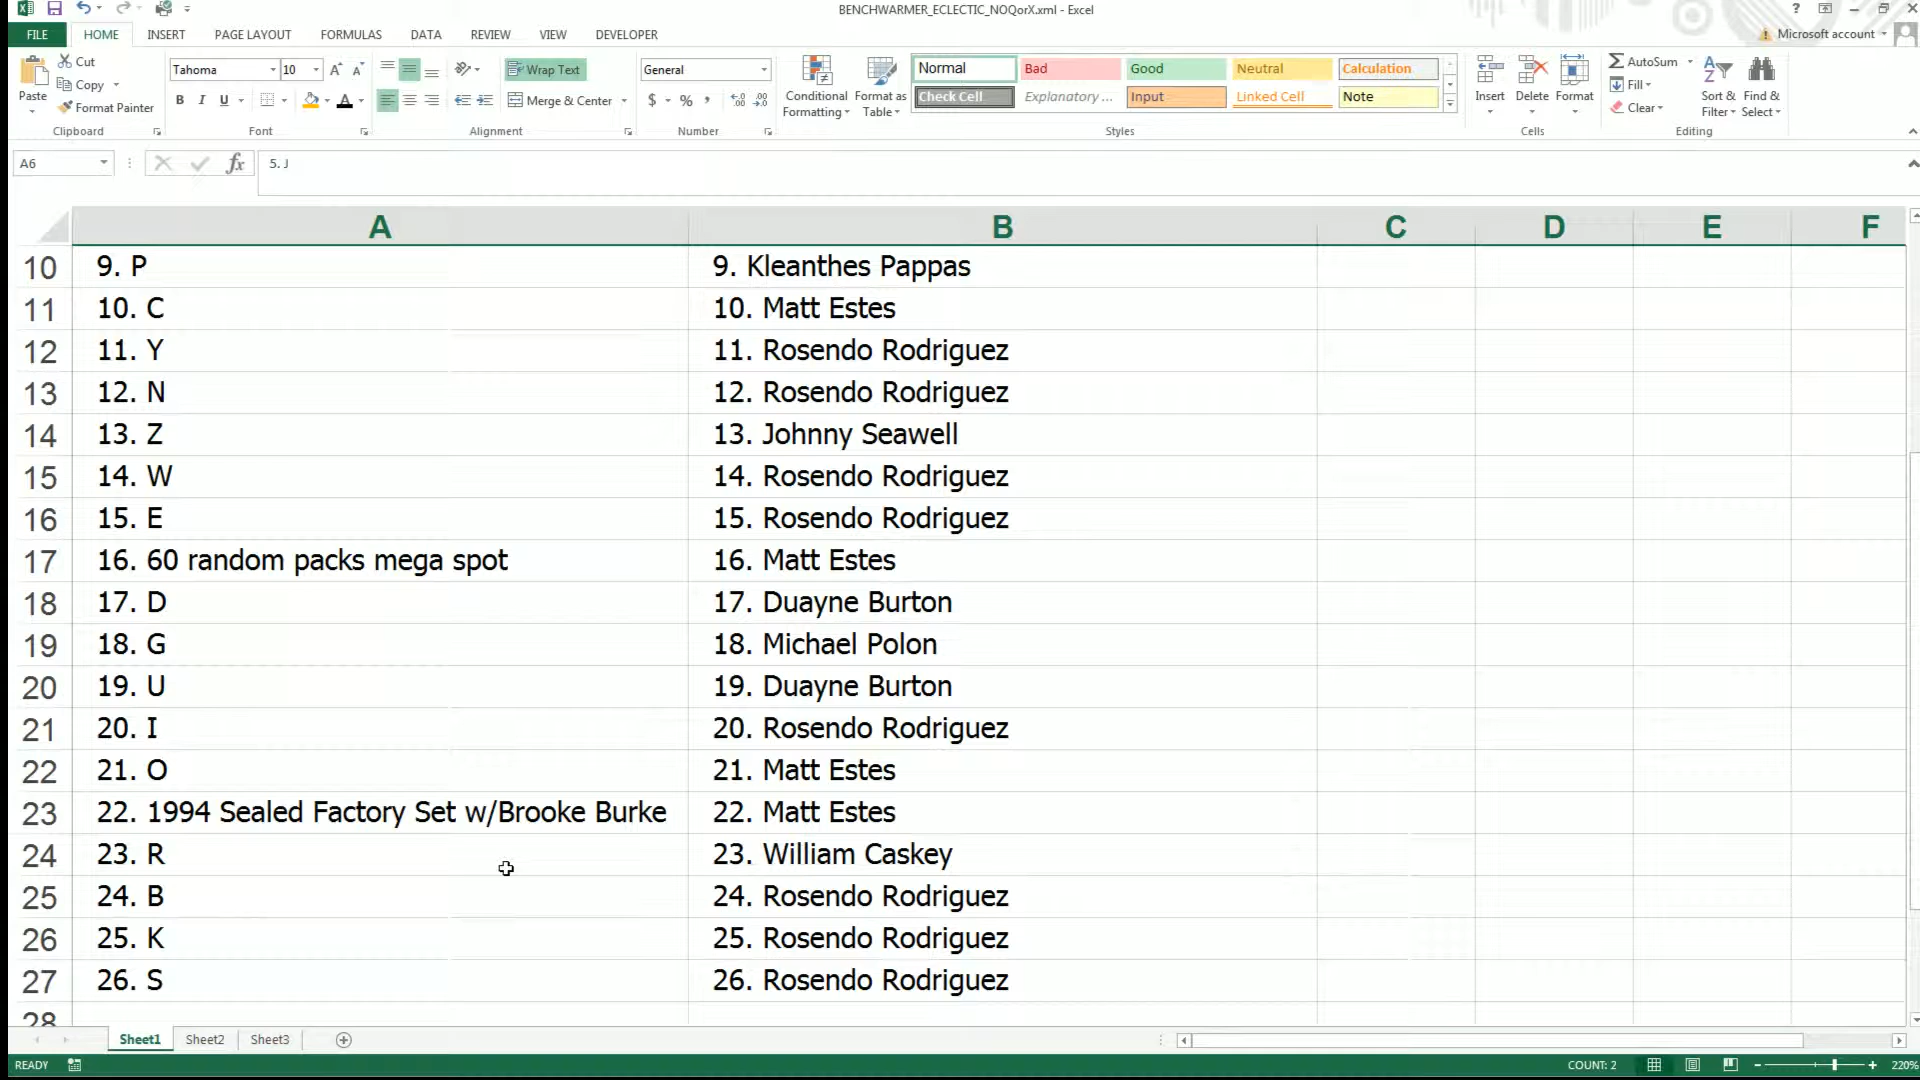 BENCHWARMER_ECLECTIC_NOQorX.xml - Excel
FILE HOME INSERT PAGE LAYOUT FORMULAS DATA REVIEW VIEW DEVELOPER Microsoft account
Paste Cut Copy Format Painter Clipboard
Tahoma 10 B I U Font
Wrap Text Merge & Center Alignment
General $ % , Number
Conditional Formatting Format as Table
Normal Bad Good Neutral Calculation
Check Cell Explanatory ... Input Linked Cell Note
Styles
Insert Delete Format Cells
AutoSum Fill Clear Sort & Filter Find & Select Editing
A6 fx 5. J
A B C D E F
10 9. P 9. Kleanthes Pappas
11 10. C 10. Matt Estes
12 11. Y 11. Rosendo Rodriguez
13 12. N 12. Rosendo Rodriguez
14 13. Z 13. Johnny Seawell
15 14. W 14. Rosendo Rodriguez
16 15. E 15. Rosendo Rodriguez
17 16. 60 random packs mega spot 16. Matt Estes
18 17. D 17. Duayne Burton
19 18. G 18. Michael Polon
20 19. U 19. Duayne Burton
21 20. I 20. Rosendo Rodriguez
22 21. O 21. Matt Estes
23 22. 1994 Sealed Factory Set w/Brooke Burke 22. Matt Estes
24 23. R 23. William Caskey
25 24. B 24. Rosendo Rodriguez
26 25. K 25. Rosendo Rodriguez
27 26. S 26. Rosendo Rodriguez
28
Sheet1 Sheet2 Sheet3
READY COUNT: 2 220%